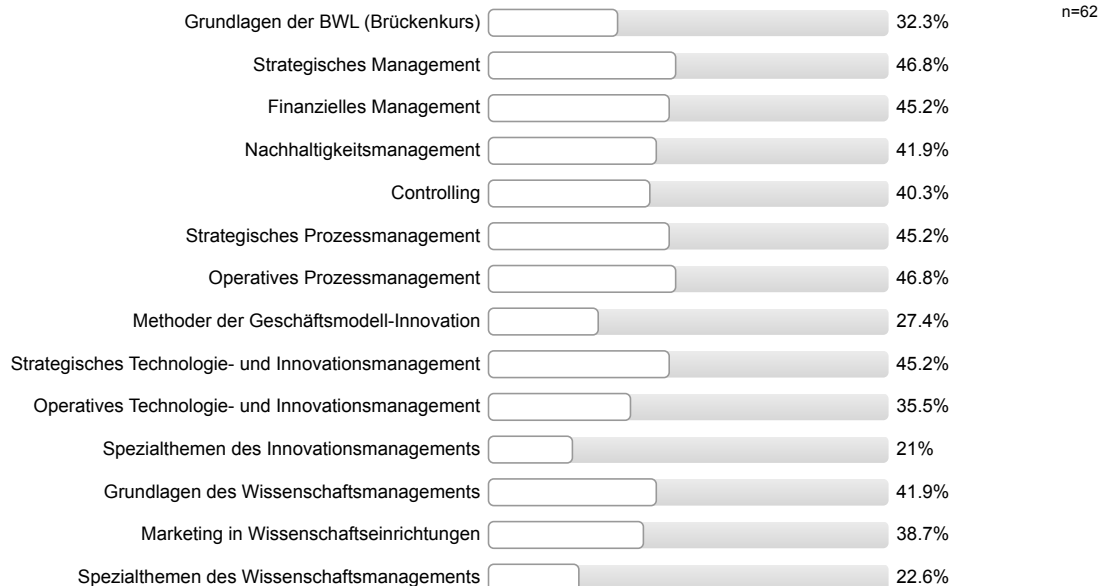 Grundlagen der BWL (Brückenkurs) 32.3% n=62
Strategisches Management 46.8%
Finanzielles Management 45.2%
Nachhaltigkeitsmanagement 41.9%
Controlling 40.3%
Strategisches Prozessmanagement 45.2%
Operatives Prozessmanagement 46.8%
Methoder der Geschäftsmodell-Innovation 27.4%
Strategisches Technologie- und Innovationsmanagement 45.2%
Operatives Technologie- und Innovationsmanagement 35.5%
Spezialthemen des Innovationsmanagements 21%
Grundlagen des Wissenschaftsmanagements 41.9%
Marketing in Wissenschaftseinrichtungen 38.7%
Spezialthemen des Wissenschaftsmanagements 22.6%